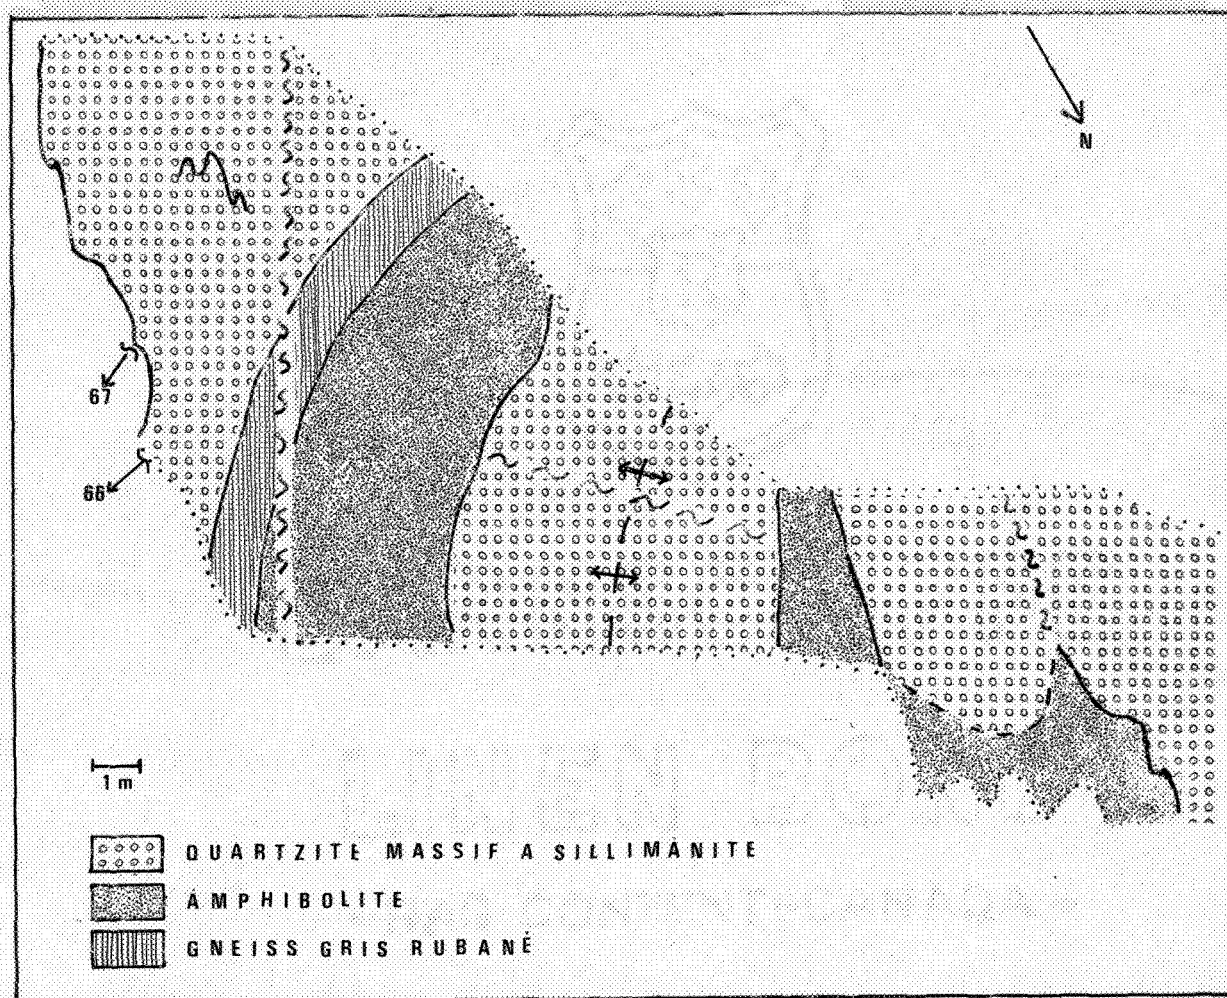 N
67
66
1 m
QUARTZITE MASSIF A SILLIMANITE
AMPHIBOLITE
GNEISS GRIS RUBANÉ